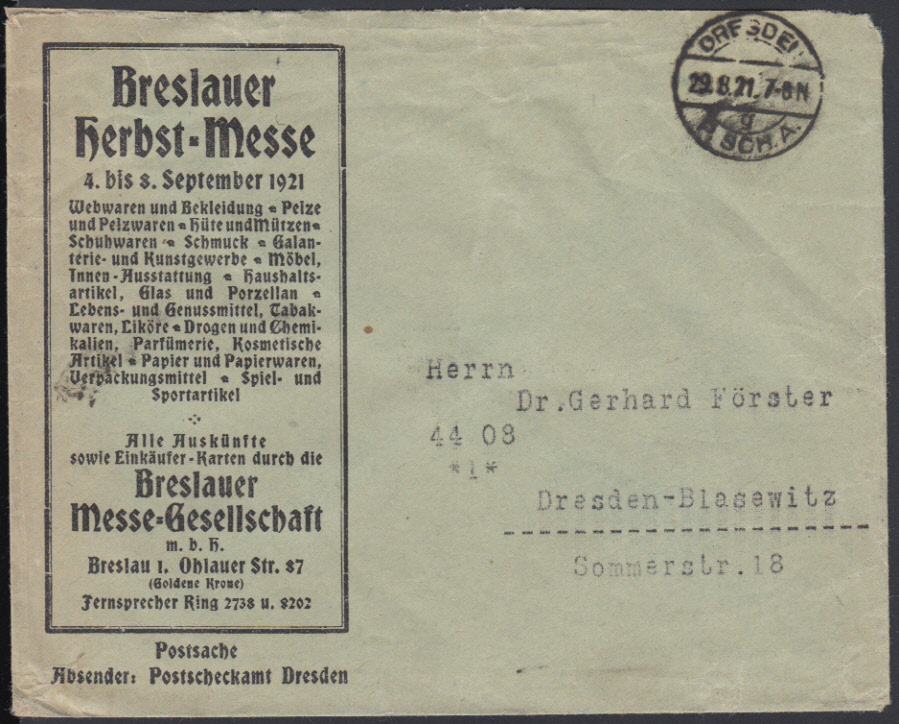 Breslauer
Herbst-Messe
4. bis 8. September 1921
Webwaren und Bekleidung Pelze
und Pelzwaren Hüte und Mützen
Schuhwaren Schmuck Galan-
terie- und Kunstgewerbe Möbel,
Innen-Ausstattung Haushalts-
artikel, Glas und Porzellan
Lebens- und Genussmittel, Tabak-
waren, Liköre Drogen und Chemi-
kalien, Parfümerie, Kosmetische
Artikel Papier und Papierwaren,
Verpackungsmittel Spiel- und
Sportartikel
Alle Auskünfte
sowie Einkäufer-Karten durch die
Breslauer
Messe-Gesellschaft
m. b. H.
Breslau 1. Ohlauer Str. 87
(Goldene Krone)
Fernsprecher Ring 2738 u. 8202
Postsache
Absender: Postscheckamt Dresden
DRESDEN
29.8.21. 7-8 N
g
P. SCH. A.
Herrn
Dr.Gerhard Förster
44 08
*1*
Dresden-Blasewitz
Sommerstr.18